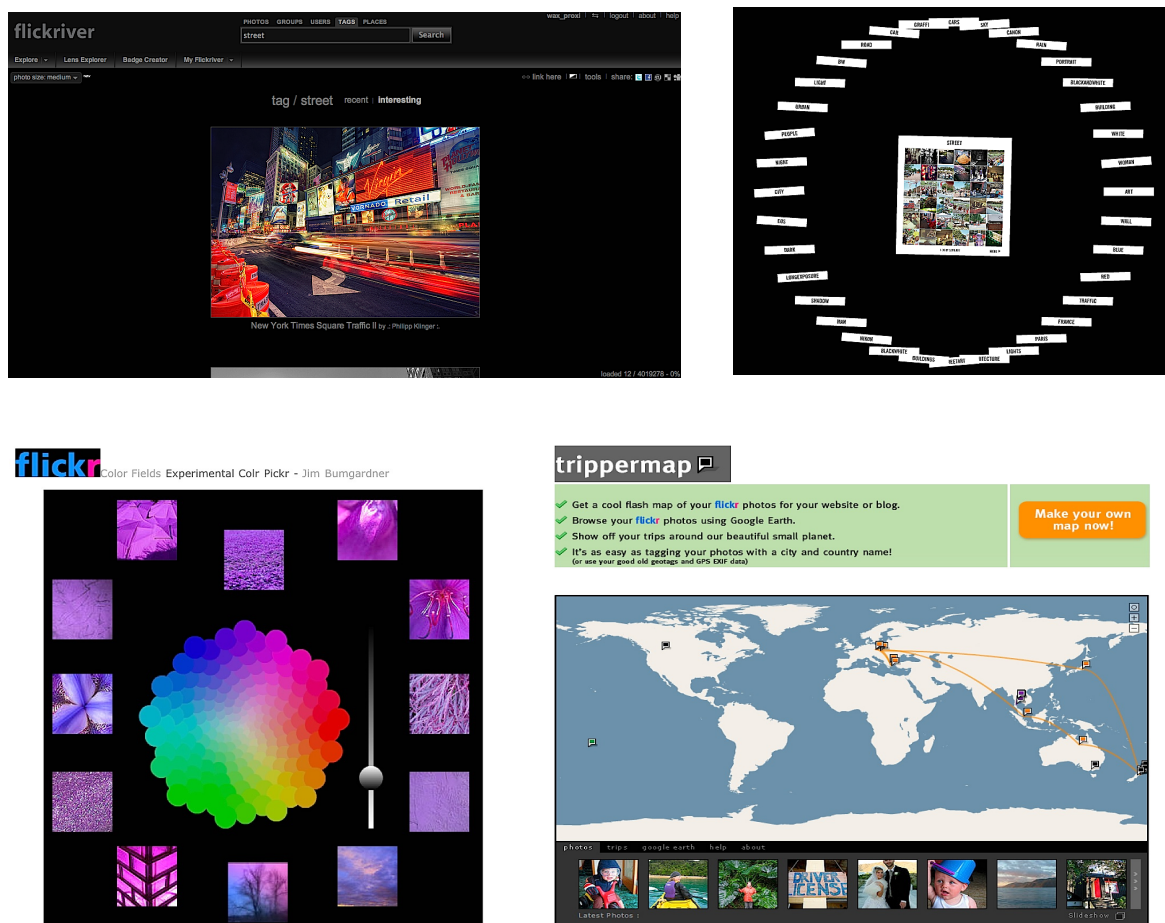 flickriver
PHOTOS GROUPS USERS TAGS PLACES
street Search
wax_proxi | | logout | about | help
Explore Lens Explorer Badge Creator My Flickriver
photo size: medium
link here | tools | share:
tag / street recent | interesting
Virgin
VORNADO Retail
New York Times Square Traffic II by .: Philipp Klinger :.
loaded 12 / 4019278 - 0%
CARS
SKY
CAR
CANON
ROAD
RAIN
BW
PORTRAIT
LIGHT
BLACKANDWHITE
URBAN
BUILDING
PEOPLE
WHITE
STREET
NIGHT
WOMAN
CITY
ART
WALL
DARK
BLUE
LONGEXPOSURE
RED
SHADOW
TRAFFIC
FRANCE
NIKON
PARIS
BLACKWHITE
LIGHTS
BUILDINGS
flickr Color Fields Experimental Colr Pickr - Jim Bumgardner
trippermap
Get a cool flash map of your flickr photos for your website or blog.
Browse your flickr photos using Google Earth.
Show off your trips around our beautiful small planet.
It's as easy as tagging your photos with a city and country name!
(or use your good old geotags and GPS EXIF data)
Make your own
map now!
photos trips google earth help about
DRIVER
LICENSE
Latest Photos :
Slideshow